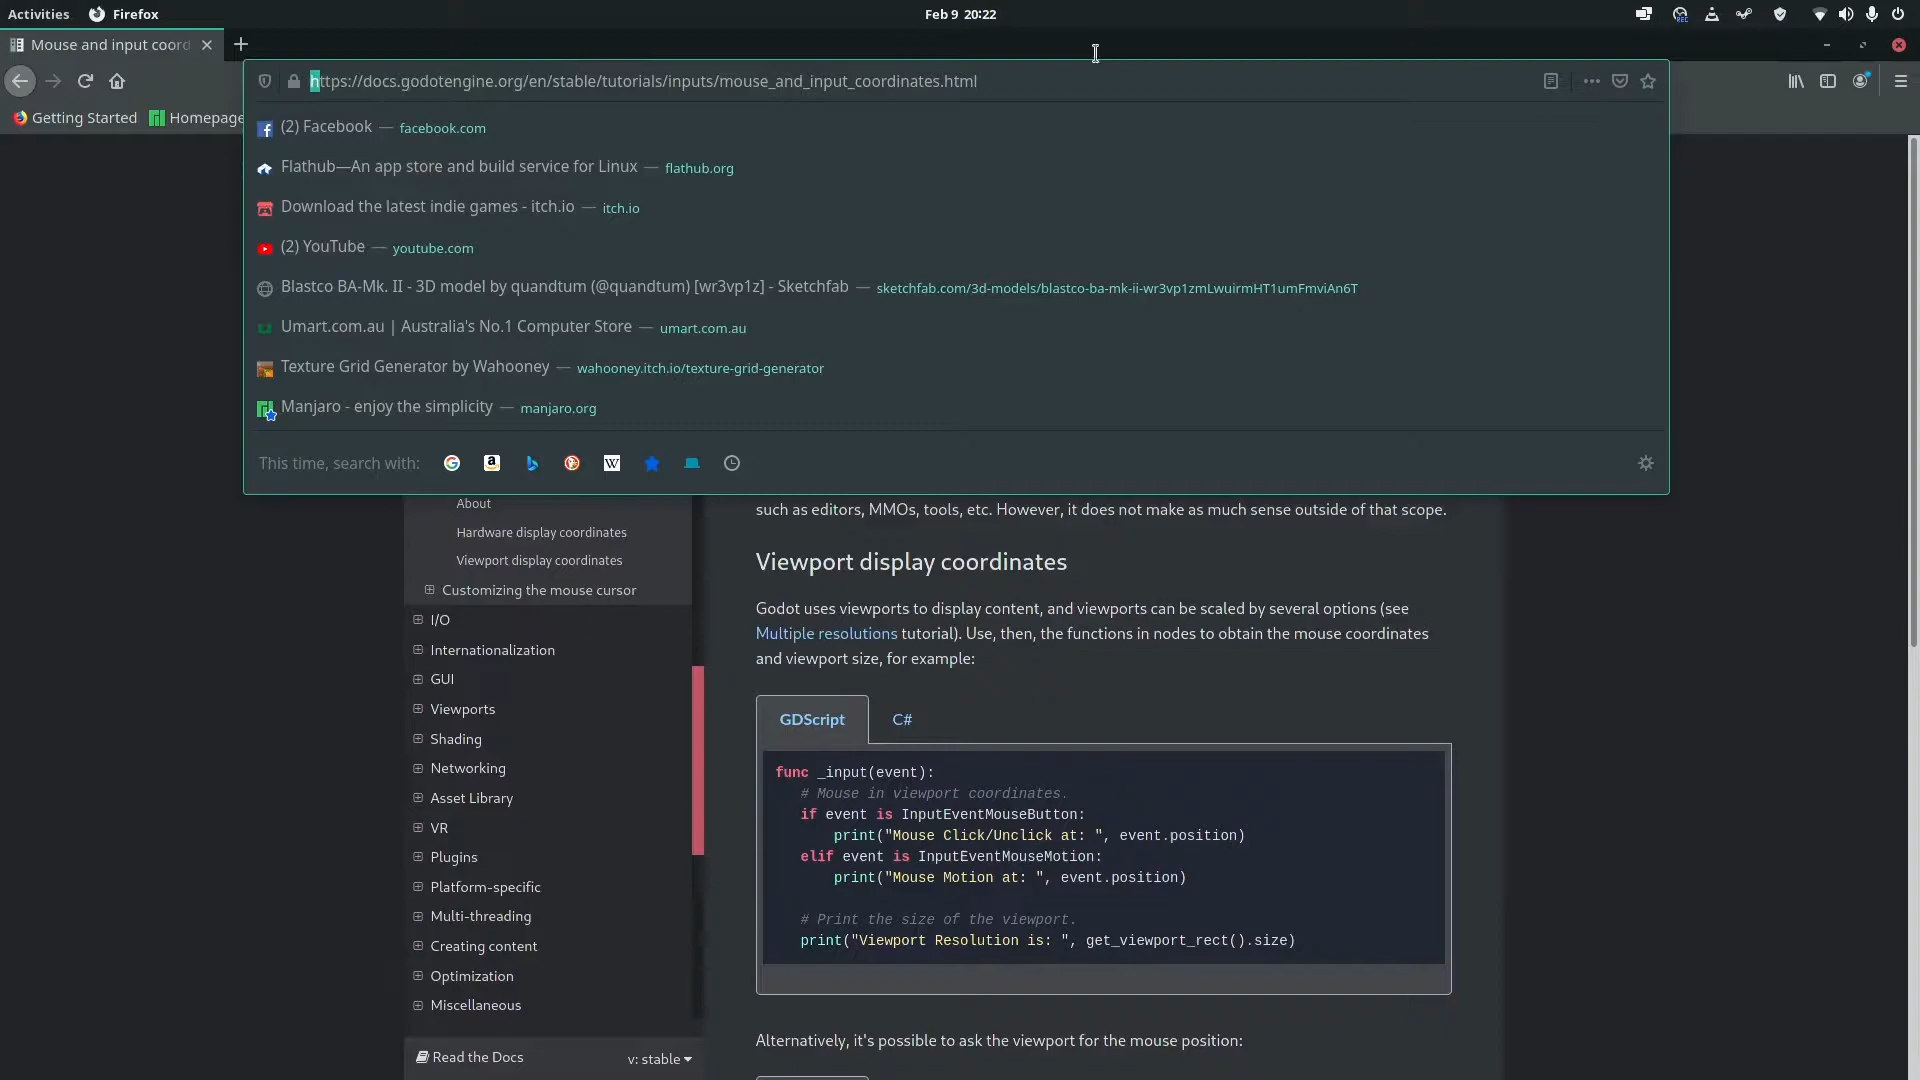 Activities Firefox Feb 9 20:22
REC
Mouse and input coord
https://docs.godotengine.org/en/stable/tutorials/inputs/mouse_and_input_coordinates.html
Getting Started Homepage
(2) Facebook — facebook.com
Flathub—An app store and build service for Linux — flathub.org
Download the latest indie games - itch.io — itch.io
(2) YouTube — youtube.com
Blastco BA-Mk. II - 3D model by quandtum (@quandtum) [wr3vp1z] - Sketchfab — sketchfab.com/3d-models/blastco-ba-mk-ii-wr3vp1zmLwuirmHT1umFmviAn6T
Umart.com.au | Australia's No.1 Computer Store — umart.com.au
Texture Grid Generator by Wahooney — wahooney.itch.io/texture-grid-generator
Manjaro - enjoy the simplicity — manjaro.org
This time, search with:
About
Hardware display coordinates
Viewport display coordinates
Customizing the mouse cursor
I/O
Internationalization
GUI
Viewports
Shading
Networking
Asset Library
VR
Plugins
Platform-specific
Multi-threading
Creating content
Optimization
Miscellaneous
Read the Docs v: stable
such as editors, MMOs, tools, etc. However, it does not make as much sense outside of that scope.
Viewport display coordinates
Godot uses viewports to display content, and viewports can be scaled by several options (see
Multiple resolutions tutorial). Use, then, the functions in nodes to obtain the mouse coordinates
and viewport size, for example:
GDScript C#
func _input(event):
# Mouse in viewport coordinates.
if event is InputEventMouseButton:
print("Mouse Click/Unclick at: ", event.position)
elif event is InputEventMouseMotion:
print("Mouse Motion at: ", event.position)
# Print the size of the viewport.
print("Viewport Resolution is: ", get_viewport_rect().size)
Alternatively, it's possible to ask the viewport for the mouse position: